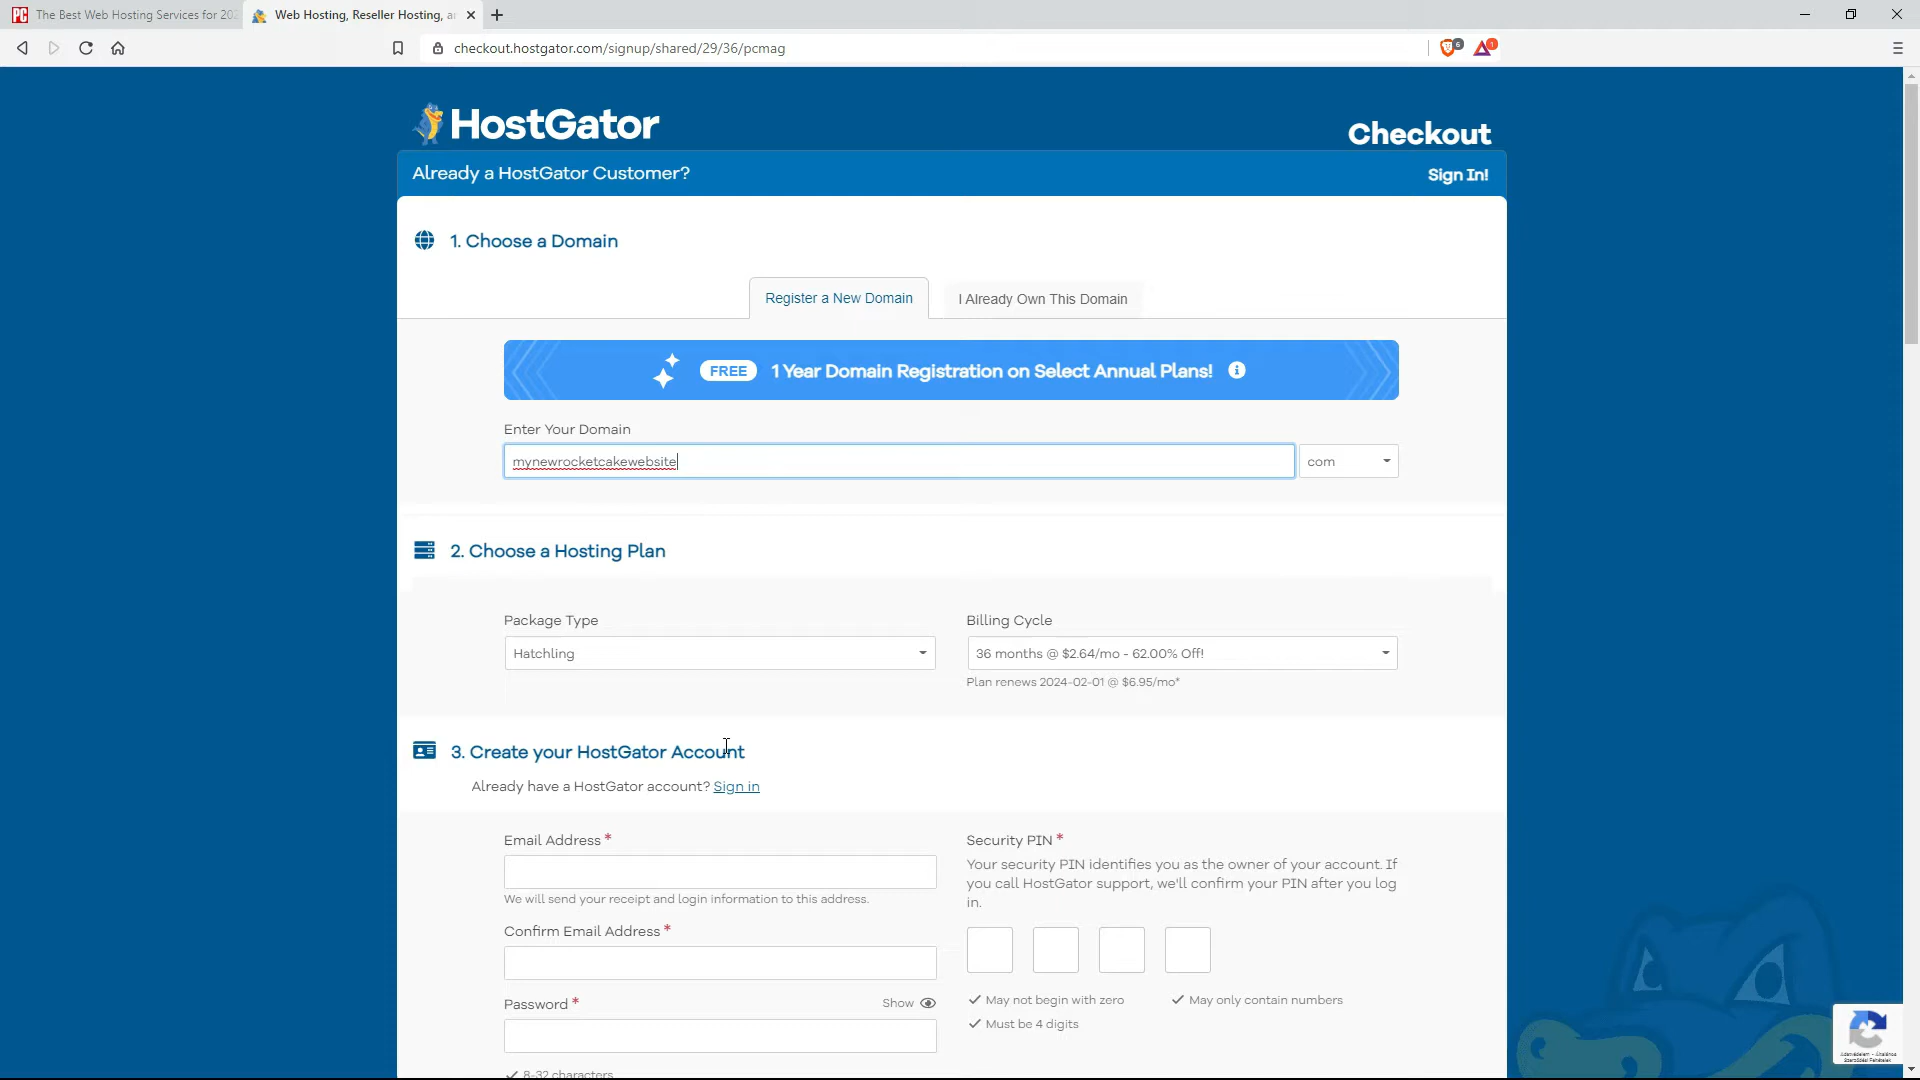 The Best Web Hosting Services for 20
Web Hosting, Reseller Hosting, a
checkout.hostgator.com/signup/shared/29/36/pcmag
6
1
HostGator
Checkout
Already a HostGator Customer?
Sign In!
1. Choose a Domain
Register a New Domain
I Already Own This Domain
FREE 1 Year Domain Registration on Select Annual Plans!
Enter Your Domain
mynewrocketcakewebsite
com
2. Choose a Hosting Plan
Package Type
Billing Cycle
Hatchling
36 months @ $2.64/mo - 62.00% Off!
Plan renews 2024-02-01 @ $6.95/mo*
3. Create your HostGator Account
Already have a HostGator account? Sign in
Email Address *
Security PIN *
Your security PIN identifies you as the owner of your account. If
you call HostGator support, we'll confirm your PIN after you log
in.
We will send your receipt and login information to this address.
Confirm Email Address *
Password *
Show
May not begin with zero
May only contain numbers
Must be 4 digits
8-32 characters